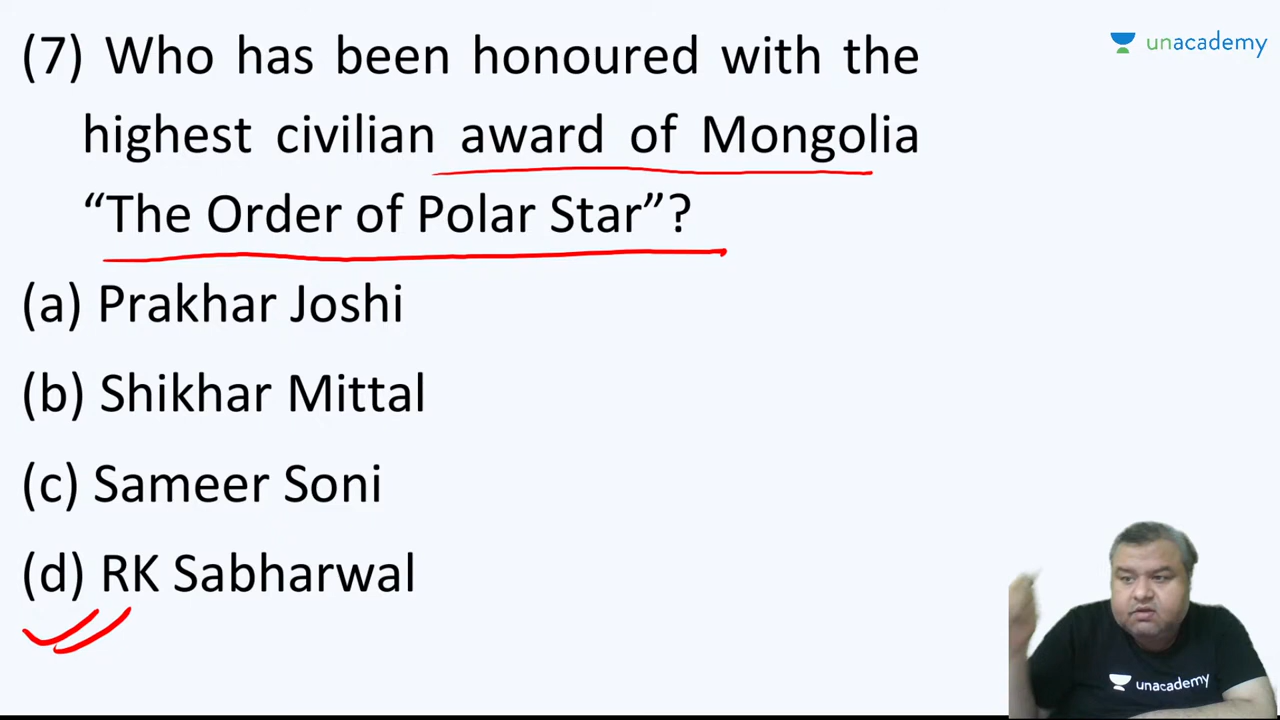 (7) Who has been honoured with the
unacademy
highest civilian award of Mongolia
“The Order of Polar Star”?
(a) Prakhar Joshi
(b) Shikhar Mittal
(c) Sameer Soni
(d) RK Sabharwal
unacademy